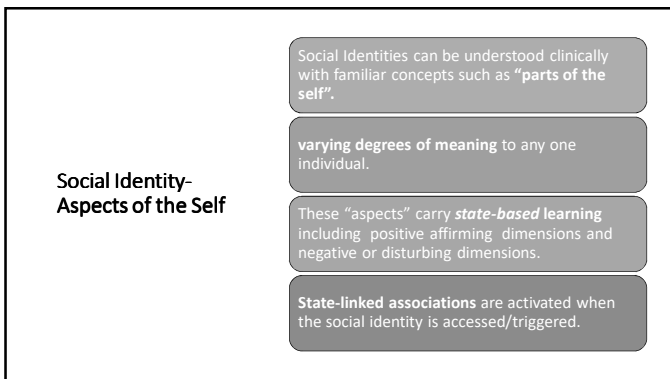 Social Identity-
Aspects of the Self
Social Identities can be understood clinically
with familiar concepts such as “parts of the
self”.
varying degrees of meaning to any one
individual.
These “aspects” carry state-based learning
including positive affirming dimensions and
negative or disturbing dimensions.
State-linked associations are activated when
the social identity is accessed/triggered.